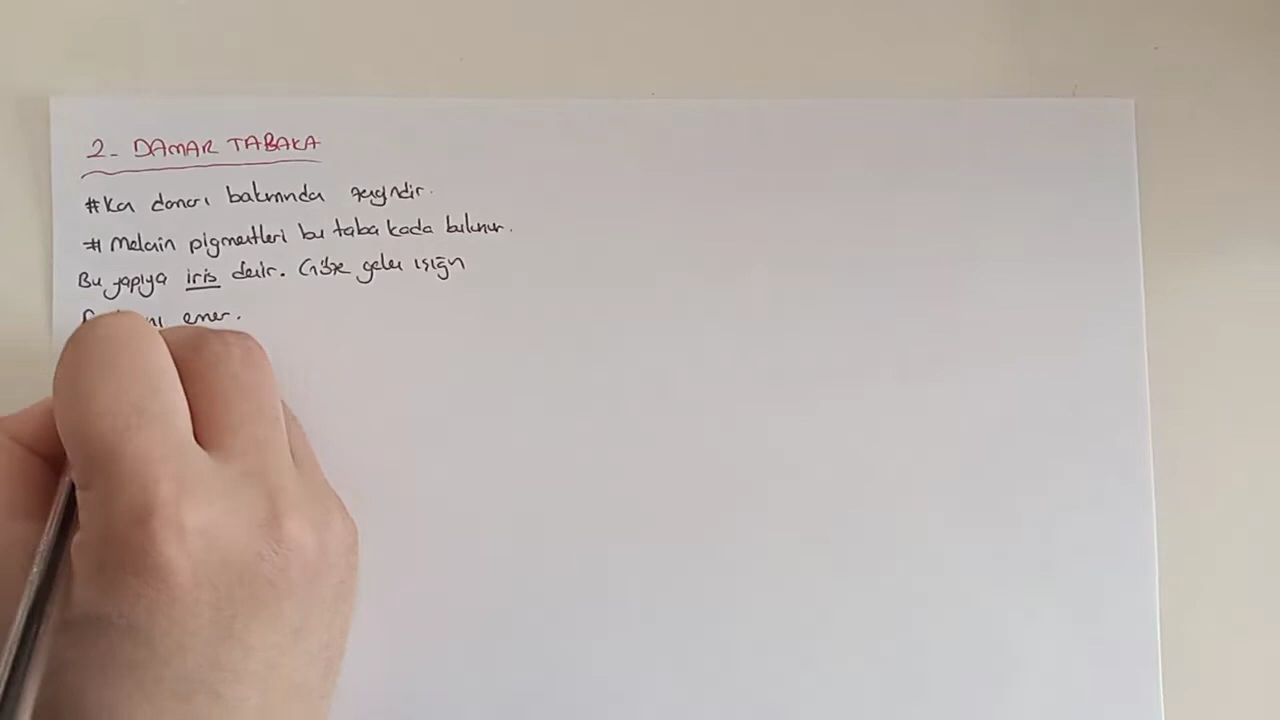 2- DAMAR TABAKA
#Kan damarı bakımında zengindir.
# Melanin pigmentleri bu tabakada bulunur.
Bu yapıya iris denir. Göze gelen ışığın
emer.